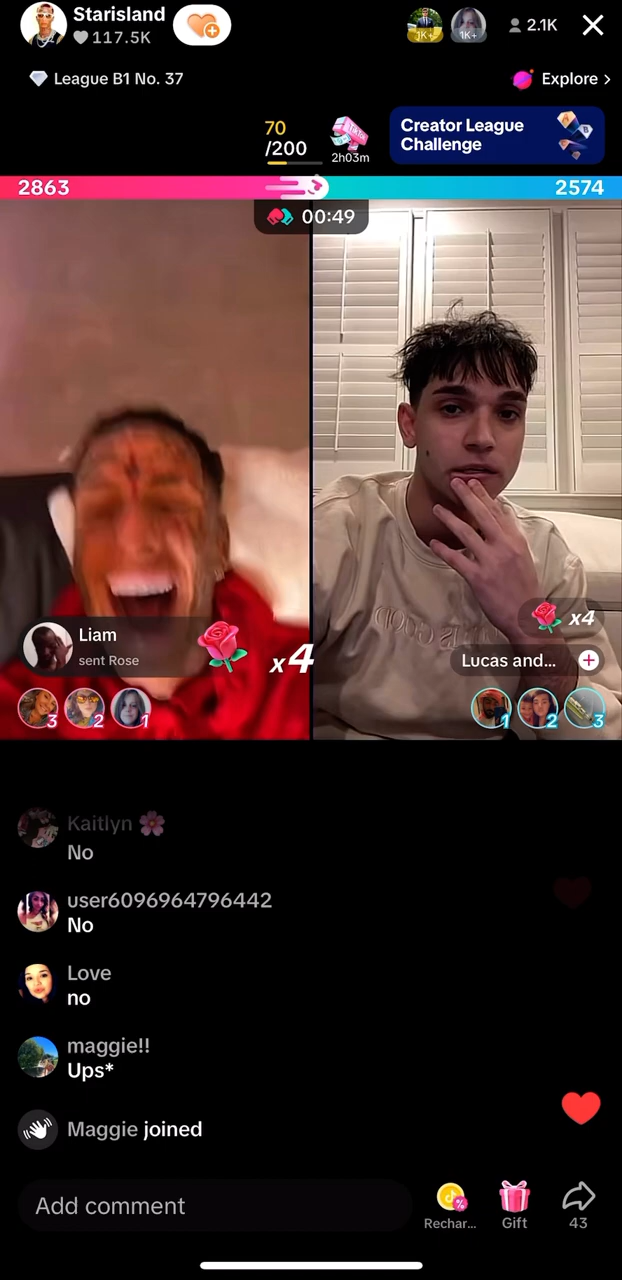 Starisland
117.5K
1K+
1K+
2.1K
League B1 No. 37
Explore >
70
/200
TikTok
2h03m
Creator League
Challenge
2863
2574
00:49
Liam
sent Rose
x4
x4
Lucas and...
3
2
1
1
2
3
Kaitlyn 🌸
No
user6096964796442
No
Love
no
maggie!!
Ups*
Maggie joined
Add comment
Rechar...
Gift
43